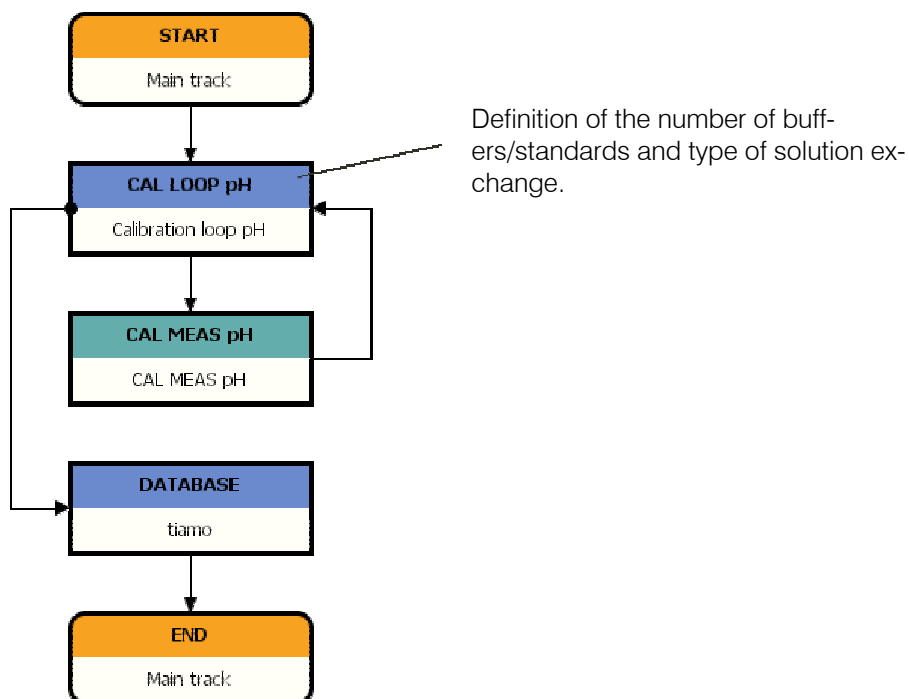 START
Main track
Definition of the number of buff-
ers/standards and type of solution ex-
change.
CAL LOOP pH
Calibration loop pH
CAL MEAS pH
CAL MEAS pH
DATABASE
tiamo
END
Main track